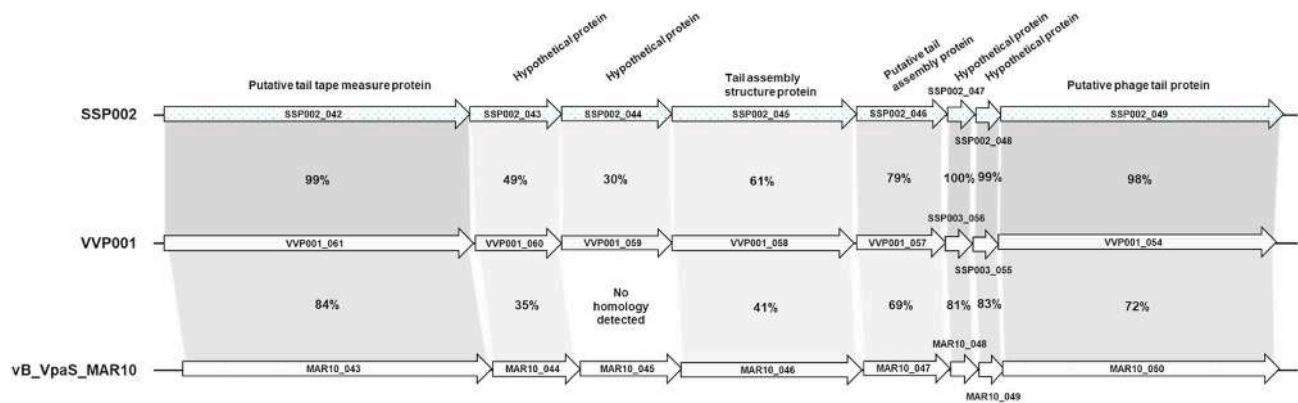 Putative tail tape measure protein
Hypothetical protein
Hypothetical protein
Tail assembly
structure protein
Putative tail
assembly protein
Hypothetical protein
Hypothetical protein
Putative phage tail protein
SSP002
SSP002_042
SSP002_043
SSP002_044
SSP002_045
SSP002_046
SSP002_047
SSP002_048
SSP002_049
99%
49%
30%
61%
79%
100%
99%
98%
VVP001
VVP001_061
VVP001_060
VVP001_059
VVP001_058
VVP001_057
SSP003_056
SSP003_055
VVP001_054
84%
35%
No
homology
detected
41%
69%
81%
83%
72%
vB_VpaS_MAR10
MAR10_043
MAR10_044
MAR10_045
MAR10_046
MAR10_047
MAR10_048
MAR10_049
MAR10_050